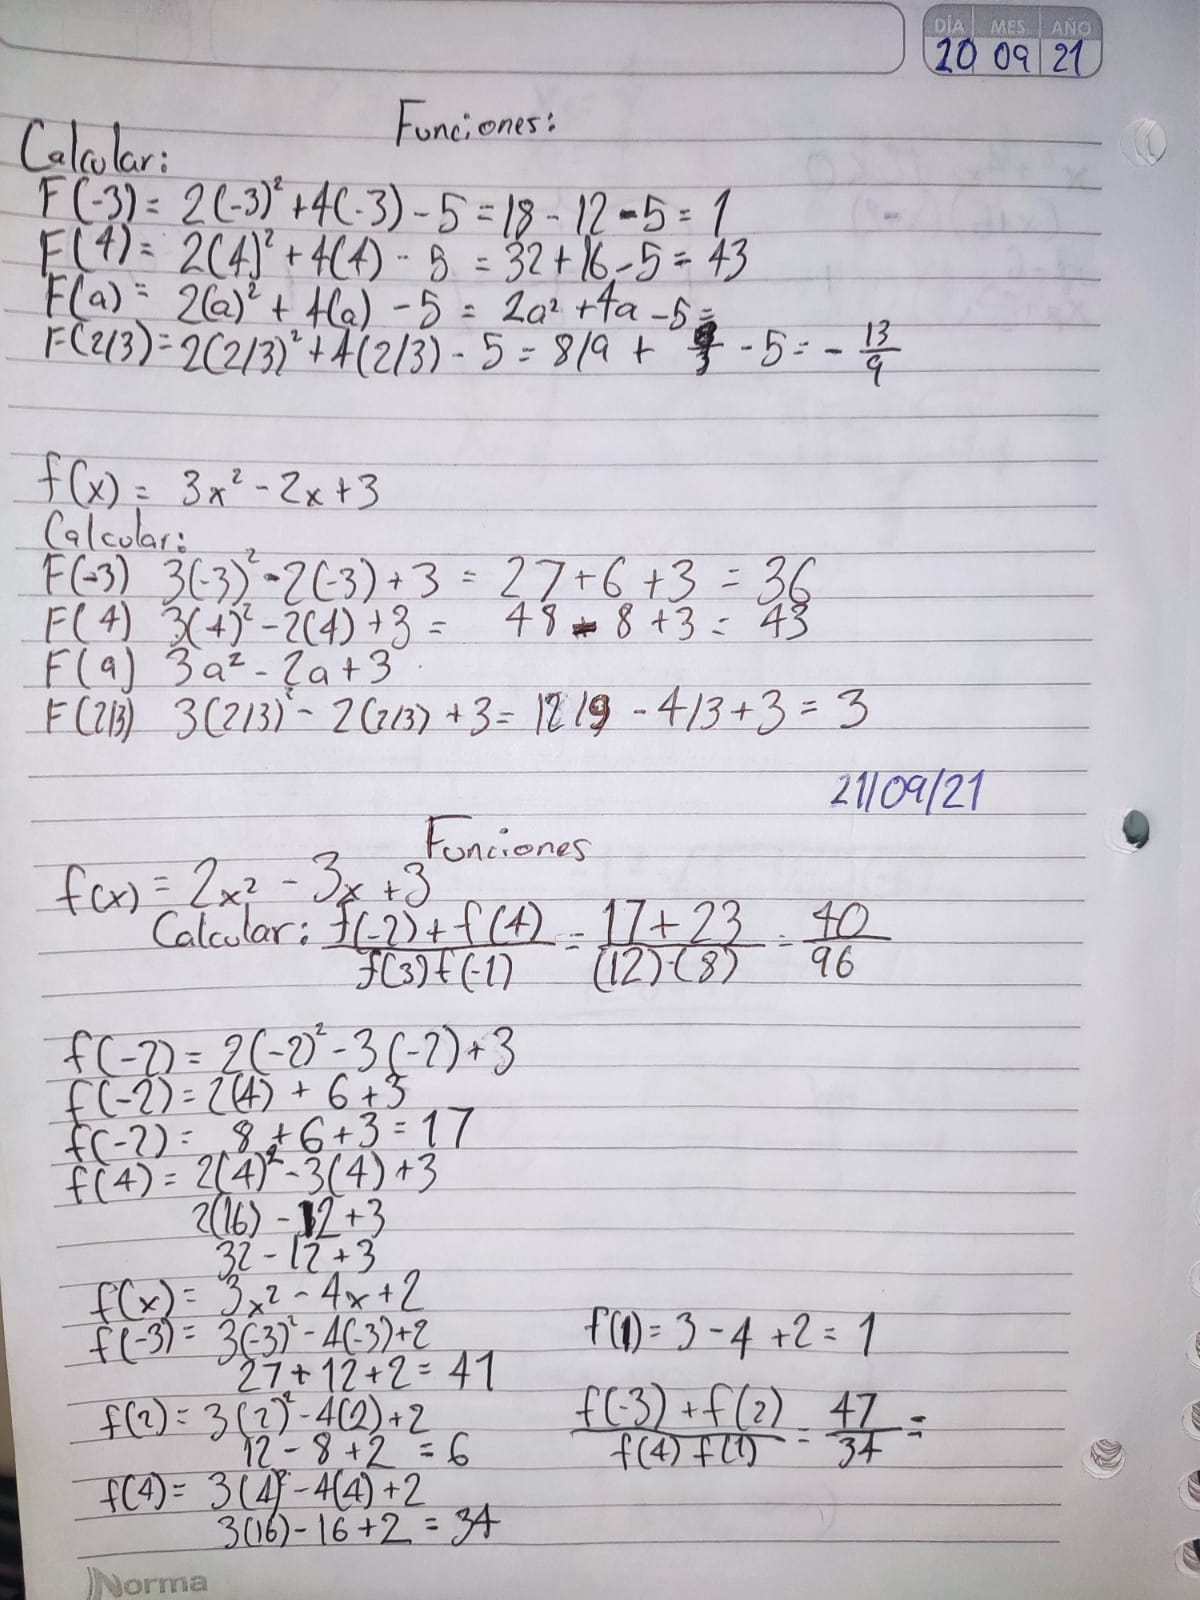 DÍA MES AÑO
20 09 21
Funciones:
Calcular:
F(-3) = 2(-3)² + 4(-3) - 5 = 18 - 12 - 5 = 1
F(4) = 2(4)² + 4(4) - 5 = 32 + 16 - 5 = 43
F(a) = 2(a)² + 4(a) - 5 = 2a² + 4a - 5 =
F(2/3) = 2(2/3)² + 4(2/3) - 5 = 8/9 + /3 - 5 = - 13/9
f(x) = 3x² - 2x + 3
Calcular:
F(-3) 3(-3)² - 2(-3) + 3 = 27 + 6 + 3 = 36
F(4) 3(4)² - 2(4) + 3 = 48 - 8 + 3 = 43
F(a) 3a² - 2a + 3
F(2/3) 3(2/3)² - 2(2/3) + 3 = 12/9 - 4/3 + 3 = 3
21/09/21
Funciones
f(x) = 2x² - 3x + 3
Calcular: f(-2) + f(4) / f(3) f(-1) = 17 + 23 / (12)·(8) = 40 / 96
f(-2) = 2(-2)² - 3(-2) + 3
f(-2) = 2(4) + 6 + 3
f(-2) = 8 + 6 + 3 = 17
f(4) = 2(4)² - 3(4) + 3
2(16) - 12 + 3
32 - 12 + 3
f(x) = 3x² - 4x + 2
f(-3) = 3(-3)² - 4(-3) + 2 f(1) = 3 - 4 + 2 = 1
27 + 12 + 2 = 41
f(2) = 3(2)² - 4(2) + 2 f(-3) + f(2) / f(4) f(1) = 47 / 34 =
12 - 8 + 2 = 6
f(4) = 3(4)² - 4(4) + 2
3(16) - 16 + 2 = 34
Norma